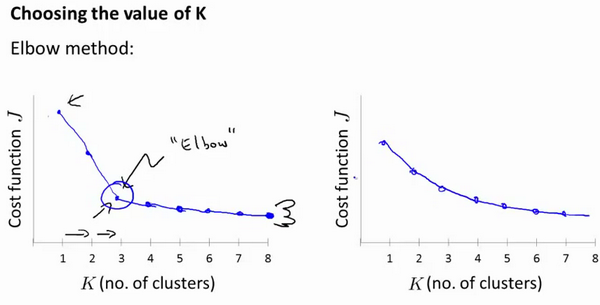 Choosing the value of K
Elbow method:
"Elbow"
Cost function J
1 2 3 4 5 6 7 8
K (no. of clusters)
Cost function J
1 2 3 4 5 6 7 8
K (no. of clusters)